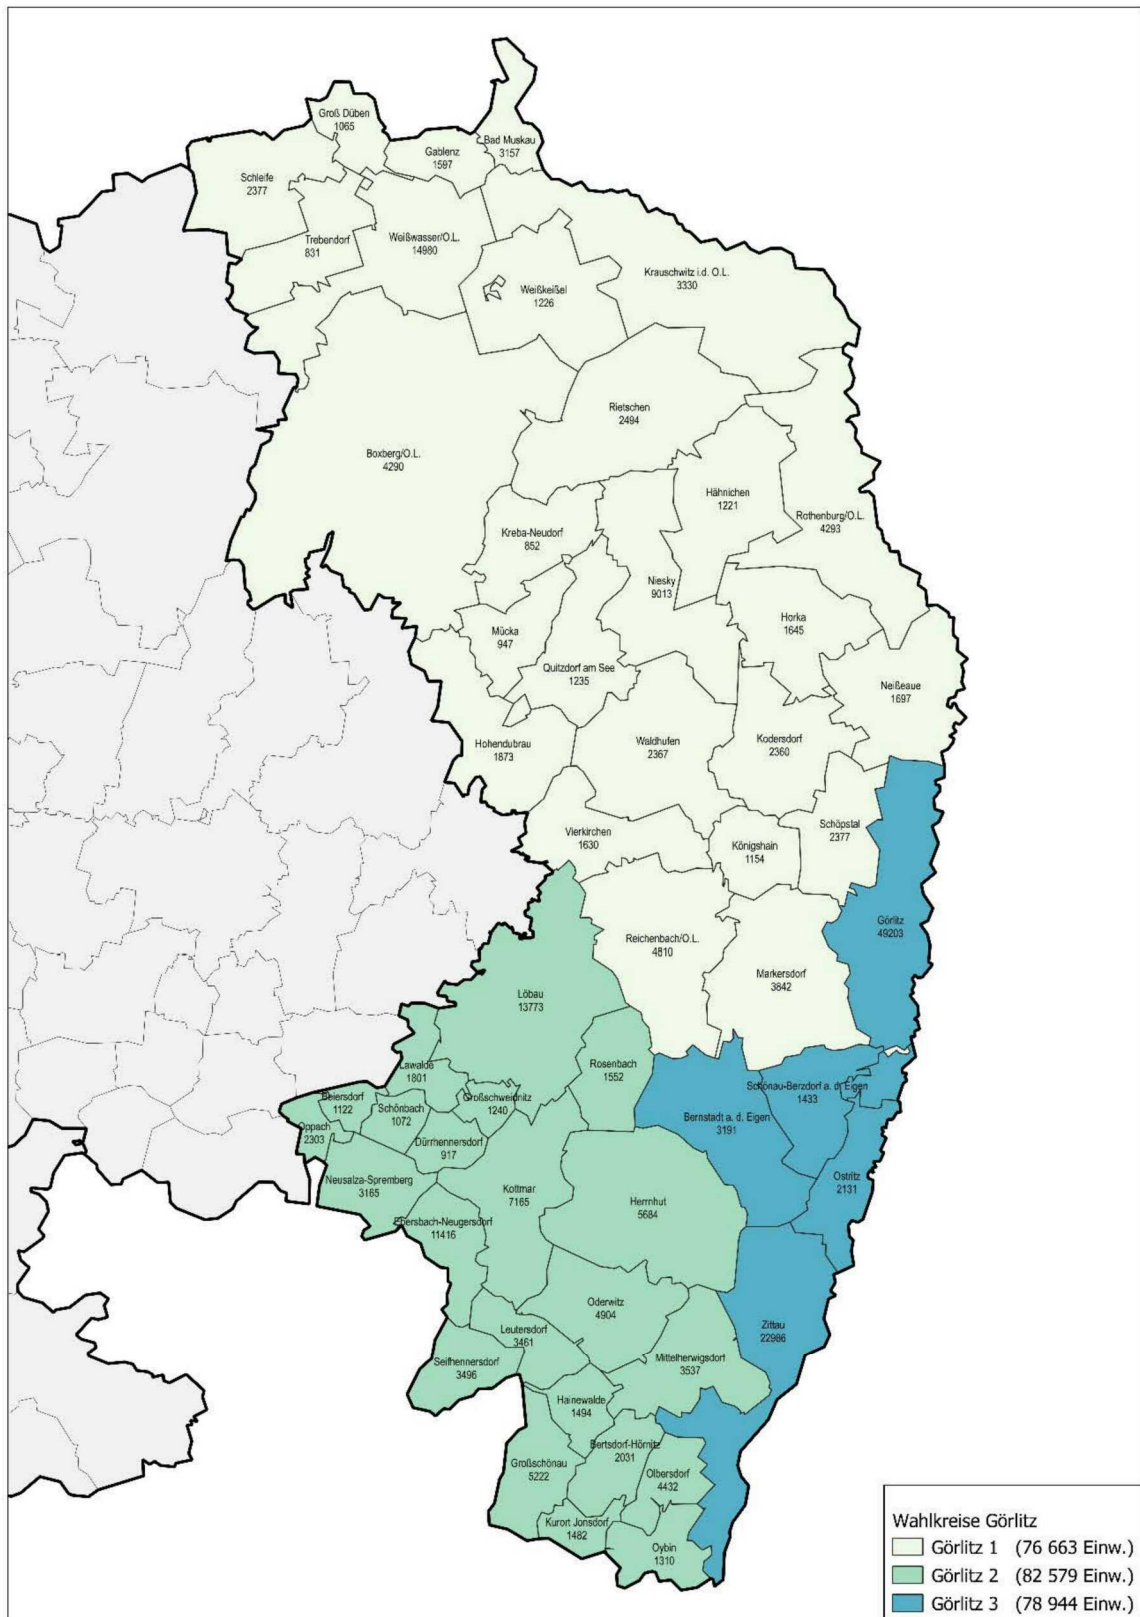 Groß Düben
1065
Bad Muskau
3157
Gablenz
1597
Schleife
2377
Trebendorf
831
Weißwasser/O.L.
14980
Krauschwitz i.d. O.L.
3330
Weißkeißel
1226
Rietschen
2494
Boxberg/O.L.
4290
Hähnichen
1221
Rothenburg/O.L.
4293
Kreba-Neudorf
852
Niesky
9013
Horka
1645
Mücka
947
Quitzdorf am See
1235
Neißeaue
1697
Hohendubrau
1873
Waldhufen
2367
Kodersdorf
2360
Vierkirchen
1630
Königshain
1154
Schöpstal
2377
Görlitz
49203
Reichenbach/O.L.
4810
Markersdorf
3842
Löbau
13773
Rosenbach
1552
Lawalde
1801
Schönau-Berzdorf a. d. Eigen
1433
Großschweidnitz
1240
Beiersdorf
1122
Schönbach
1072
Bernstadt a. d. Eigen
3191
Oppach
2303
Dürrhennersdorf
917
Neusalza-Spremberg
3165
Kottmar
7165
Herrnhut
5684
Ostritz
2131
Ebersbach-Neugersdorf
11416
Oderwitz
4904
Zittau
22986
Leutersdorf
3461
Seifhennersdorf
3496
Mittelherwigsdorf
3537
Hainewalde
1494
Bertsdorf-Hörnitz
2031
Großschönau
5222
Olbersdorf
4432
Kurort Jonsdorf
1482
Oybin
1310
Wahlkreise Görlitz
Görlitz 1 (76 663 Einw.)
Görlitz 2 (82 579 Einw.)
Görlitz 3 (78 944 Einw.)